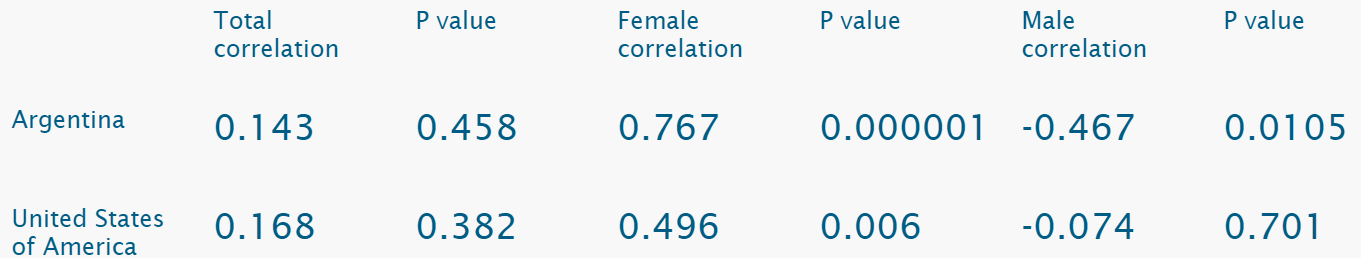 Total correlation P value Female correlation P value Male correlation P value
Argentina 0.143 0.458 0.767 0.000001 -0.467 0.0105
United States of America 0.168 0.382 0.496 0.006 -0.074 0.701